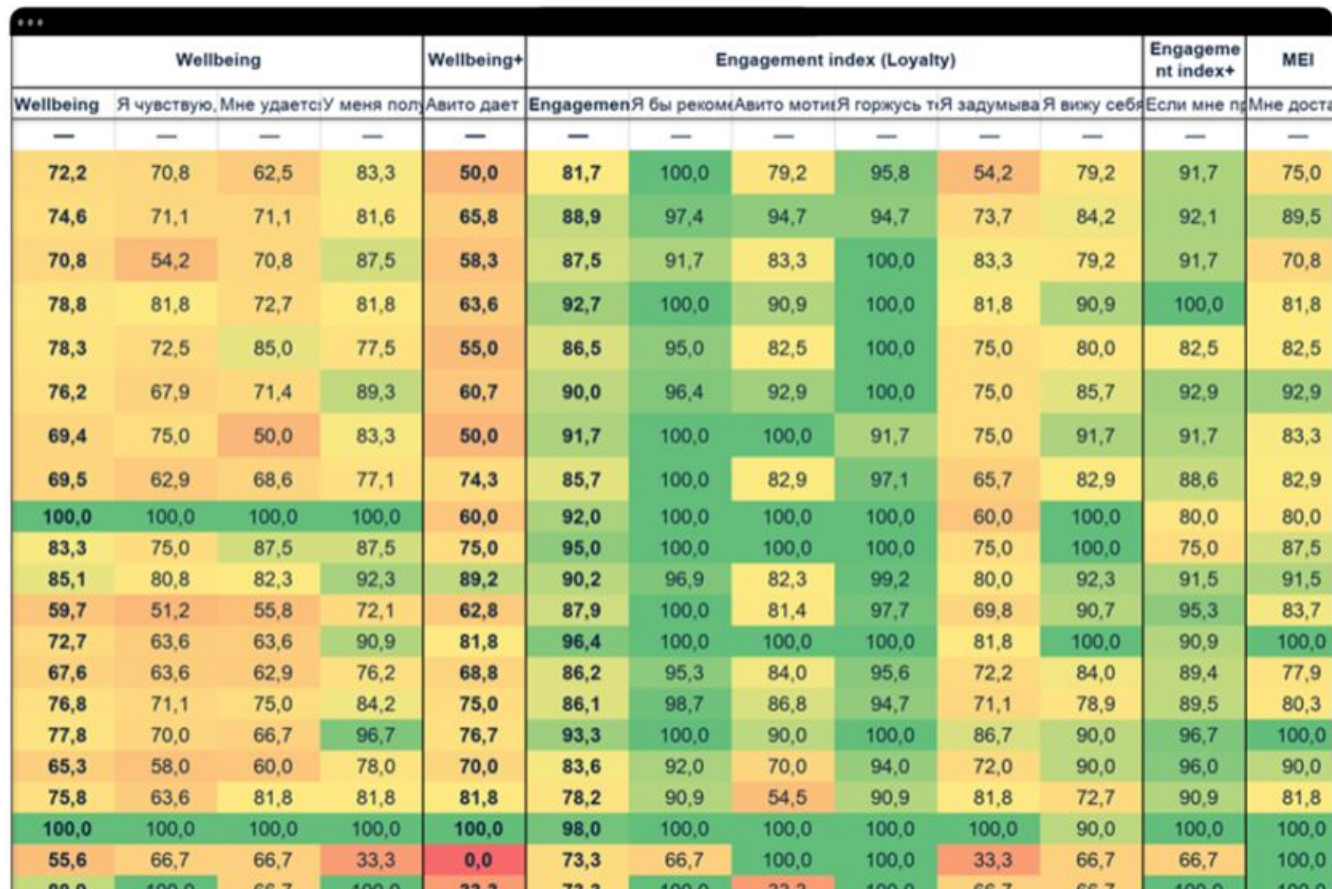 Wellbeing Wellbeing+ Engagement index (Loyalty) Engageme nt index+ MEI
Wellbeing Я чувствую, Мне удаетс У меня полу Авито дает Engagemen Я бы реком Авито моти Я горжусь т Я задумыва Я вижу себя Если мне пр Мне доста
— — — — — — — — — — — — —
72,2 70,8 62,5 83,3 50,0 81,7 100,0 79,2 95,8 54,2 79,2 91,7 75,0
74,6 71,1 71,1 81,6 65,8 88,9 97,4 94,7 94,7 73,7 84,2 92,1 89,5
70,8 54,2 70,8 87,5 58,3 87,5 91,7 83,3 100,0 83,3 79,2 91,7 70,8
78,8 81,8 72,7 81,8 63,6 92,7 100,0 90,9 100,0 81,8 90,9 100,0 81,8
78,3 72,5 85,0 77,5 55,0 86,5 95,0 82,5 100,0 75,0 80,0 82,5 82,5
76,2 67,9 71,4 89,3 60,7 90,0 96,4 92,9 100,0 75,0 85,7 92,9 92,9
69,4 75,0 50,0 83,3 50,0 91,7 100,0 100,0 91,7 75,0 91,7 91,7 83,3
69,5 62,9 68,6 77,1 74,3 85,7 100,0 82,9 97,1 65,7 82,9 88,6 82,9
100,0 100,0 100,0 100,0 60,0 92,0 100,0 100,0 100,0 60,0 100,0 80,0 80,0
83,3 75,0 87,5 87,5 75,0 95,0 100,0 100,0 100,0 75,0 100,0 75,0 87,5
85,1 80,8 82,3 92,3 89,2 90,2 96,9 82,3 99,2 80,0 92,3 91,5 91,5
59,7 51,2 55,8 72,1 62,8 87,9 100,0 81,4 97,7 69,8 90,7 95,3 83,7
72,7 63,6 63,6 90,9 81,8 96,4 100,0 100,0 100,0 81,8 100,0 90,9 100,0
67,6 63,6 62,9 76,2 68,8 86,2 95,3 84,0 95,6 72,2 84,0 89,4 77,9
76,8 71,1 75,0 84,2 75,0 86,1 98,7 86,8 94,7 71,1 78,9 89,5 80,3
77,8 70,0 66,7 96,7 76,7 93,3 100,0 90,0 100,0 86,7 90,0 96,7 100,0
65,3 58,0 60,0 78,0 70,0 83,6 92,0 70,0 94,0 72,0 90,0 96,0 90,0
75,8 63,6 81,8 81,8 81,8 78,2 90,9 54,5 90,9 81,8 72,7 90,9 81,8
100,0 100,0 100,0 100,0 100,0 98,0 100,0 100,0 100,0 100,0 90,0 100,0 100,0
55,6 66,7 66,7 33,3 0,0 73,3 66,7 100,0 100,0 33,3 66,7 66,7 100,0